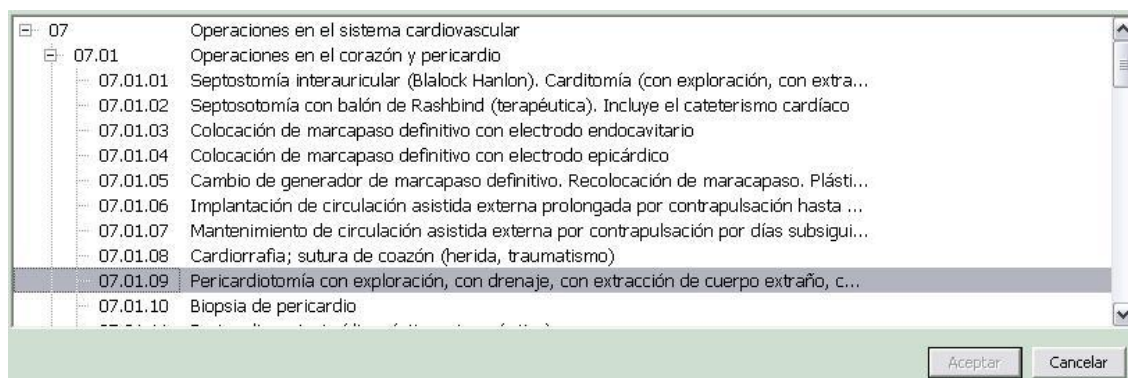 07 Operaciones en el sistema cardiovascular
07.01 Operaciones en el corazón y pericardio
07.01.01 Septostomía interauricular (Blalock Hanlon). Carditomía (con exploración, con extra...
07.01.02 Septosotomía con balón de Rashbind (terapéutica). Incluye el cateterismo cardíaco
07.01.03 Colocación de marcapaso definitivo con electrodo endocavitario
07.01.04 Colocación de marcapaso definitivo con electrodo epicárdico
07.01.05 Cambio de generador de marcapaso definitivo. Recolocación de maracapaso. Plásti...
07.01.06 Implantación de circulación asistida externa prolongada por contrapulsación hasta ...
07.01.07 Mantenimiento de circulación asistida externa por contrapulsación por días subsigui...
07.01.08 Cardiorrafia; sutura de coazón (herida, traumatismo)
07.01.09 Pericardiotomía con exploración, con drenaje, con extracción de cuerpo extraño, c...
07.01.10 Biopsia de pericardio
Aceptar Cancelar